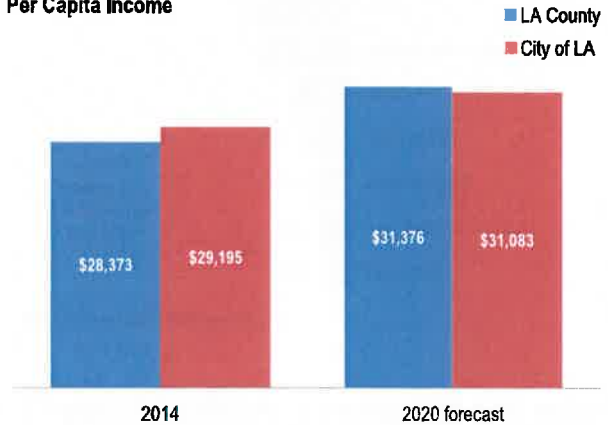 Per Capita Income
LA County
City of LA
$28,373
$29,195
$31,376
$31,083
2014
2020 forecast